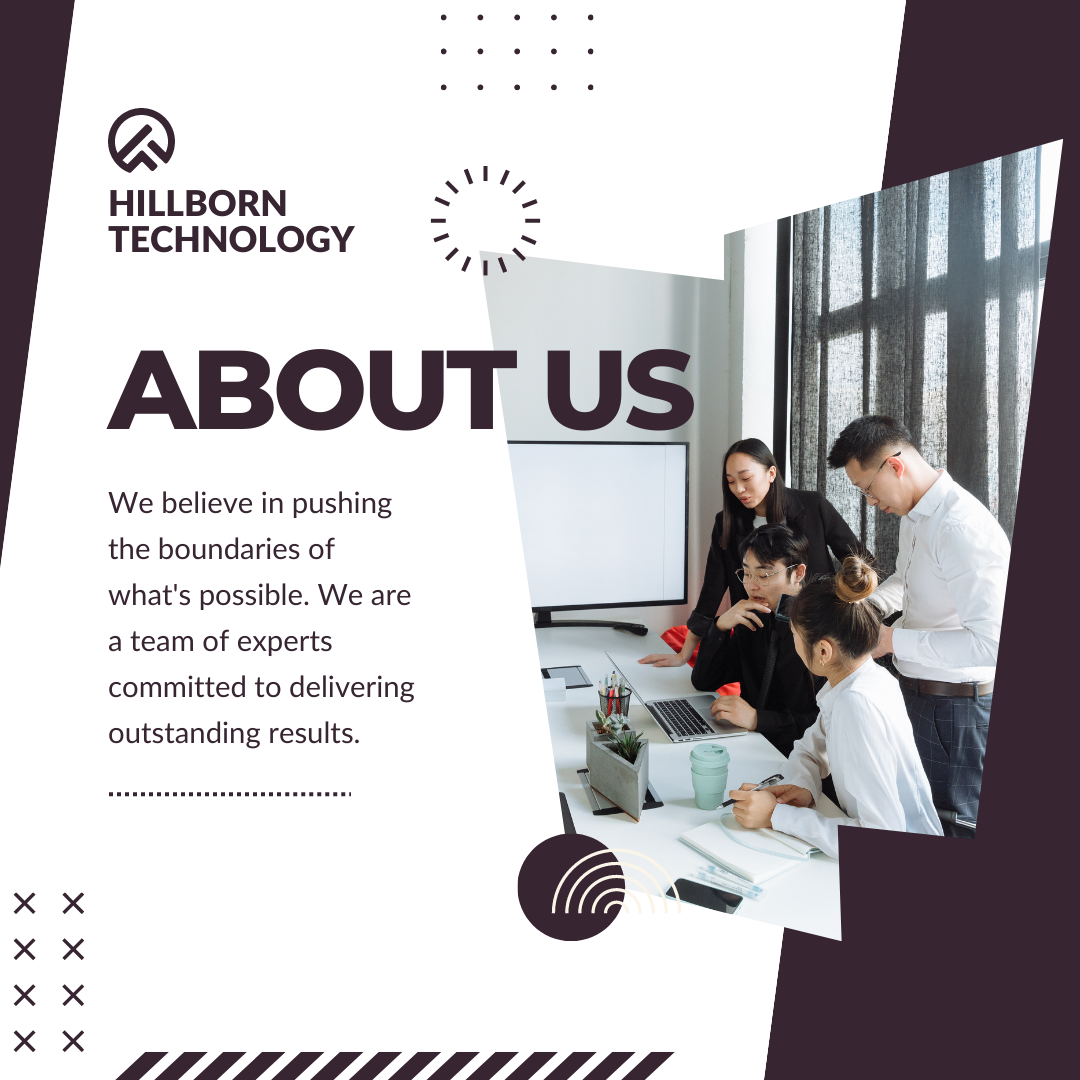 HILLBORN
TECHNOLOGY
ABOUT US
We believe in pushing
the boundaries of
what's possible. We are
a team of experts
committed to delivering
outstanding results.